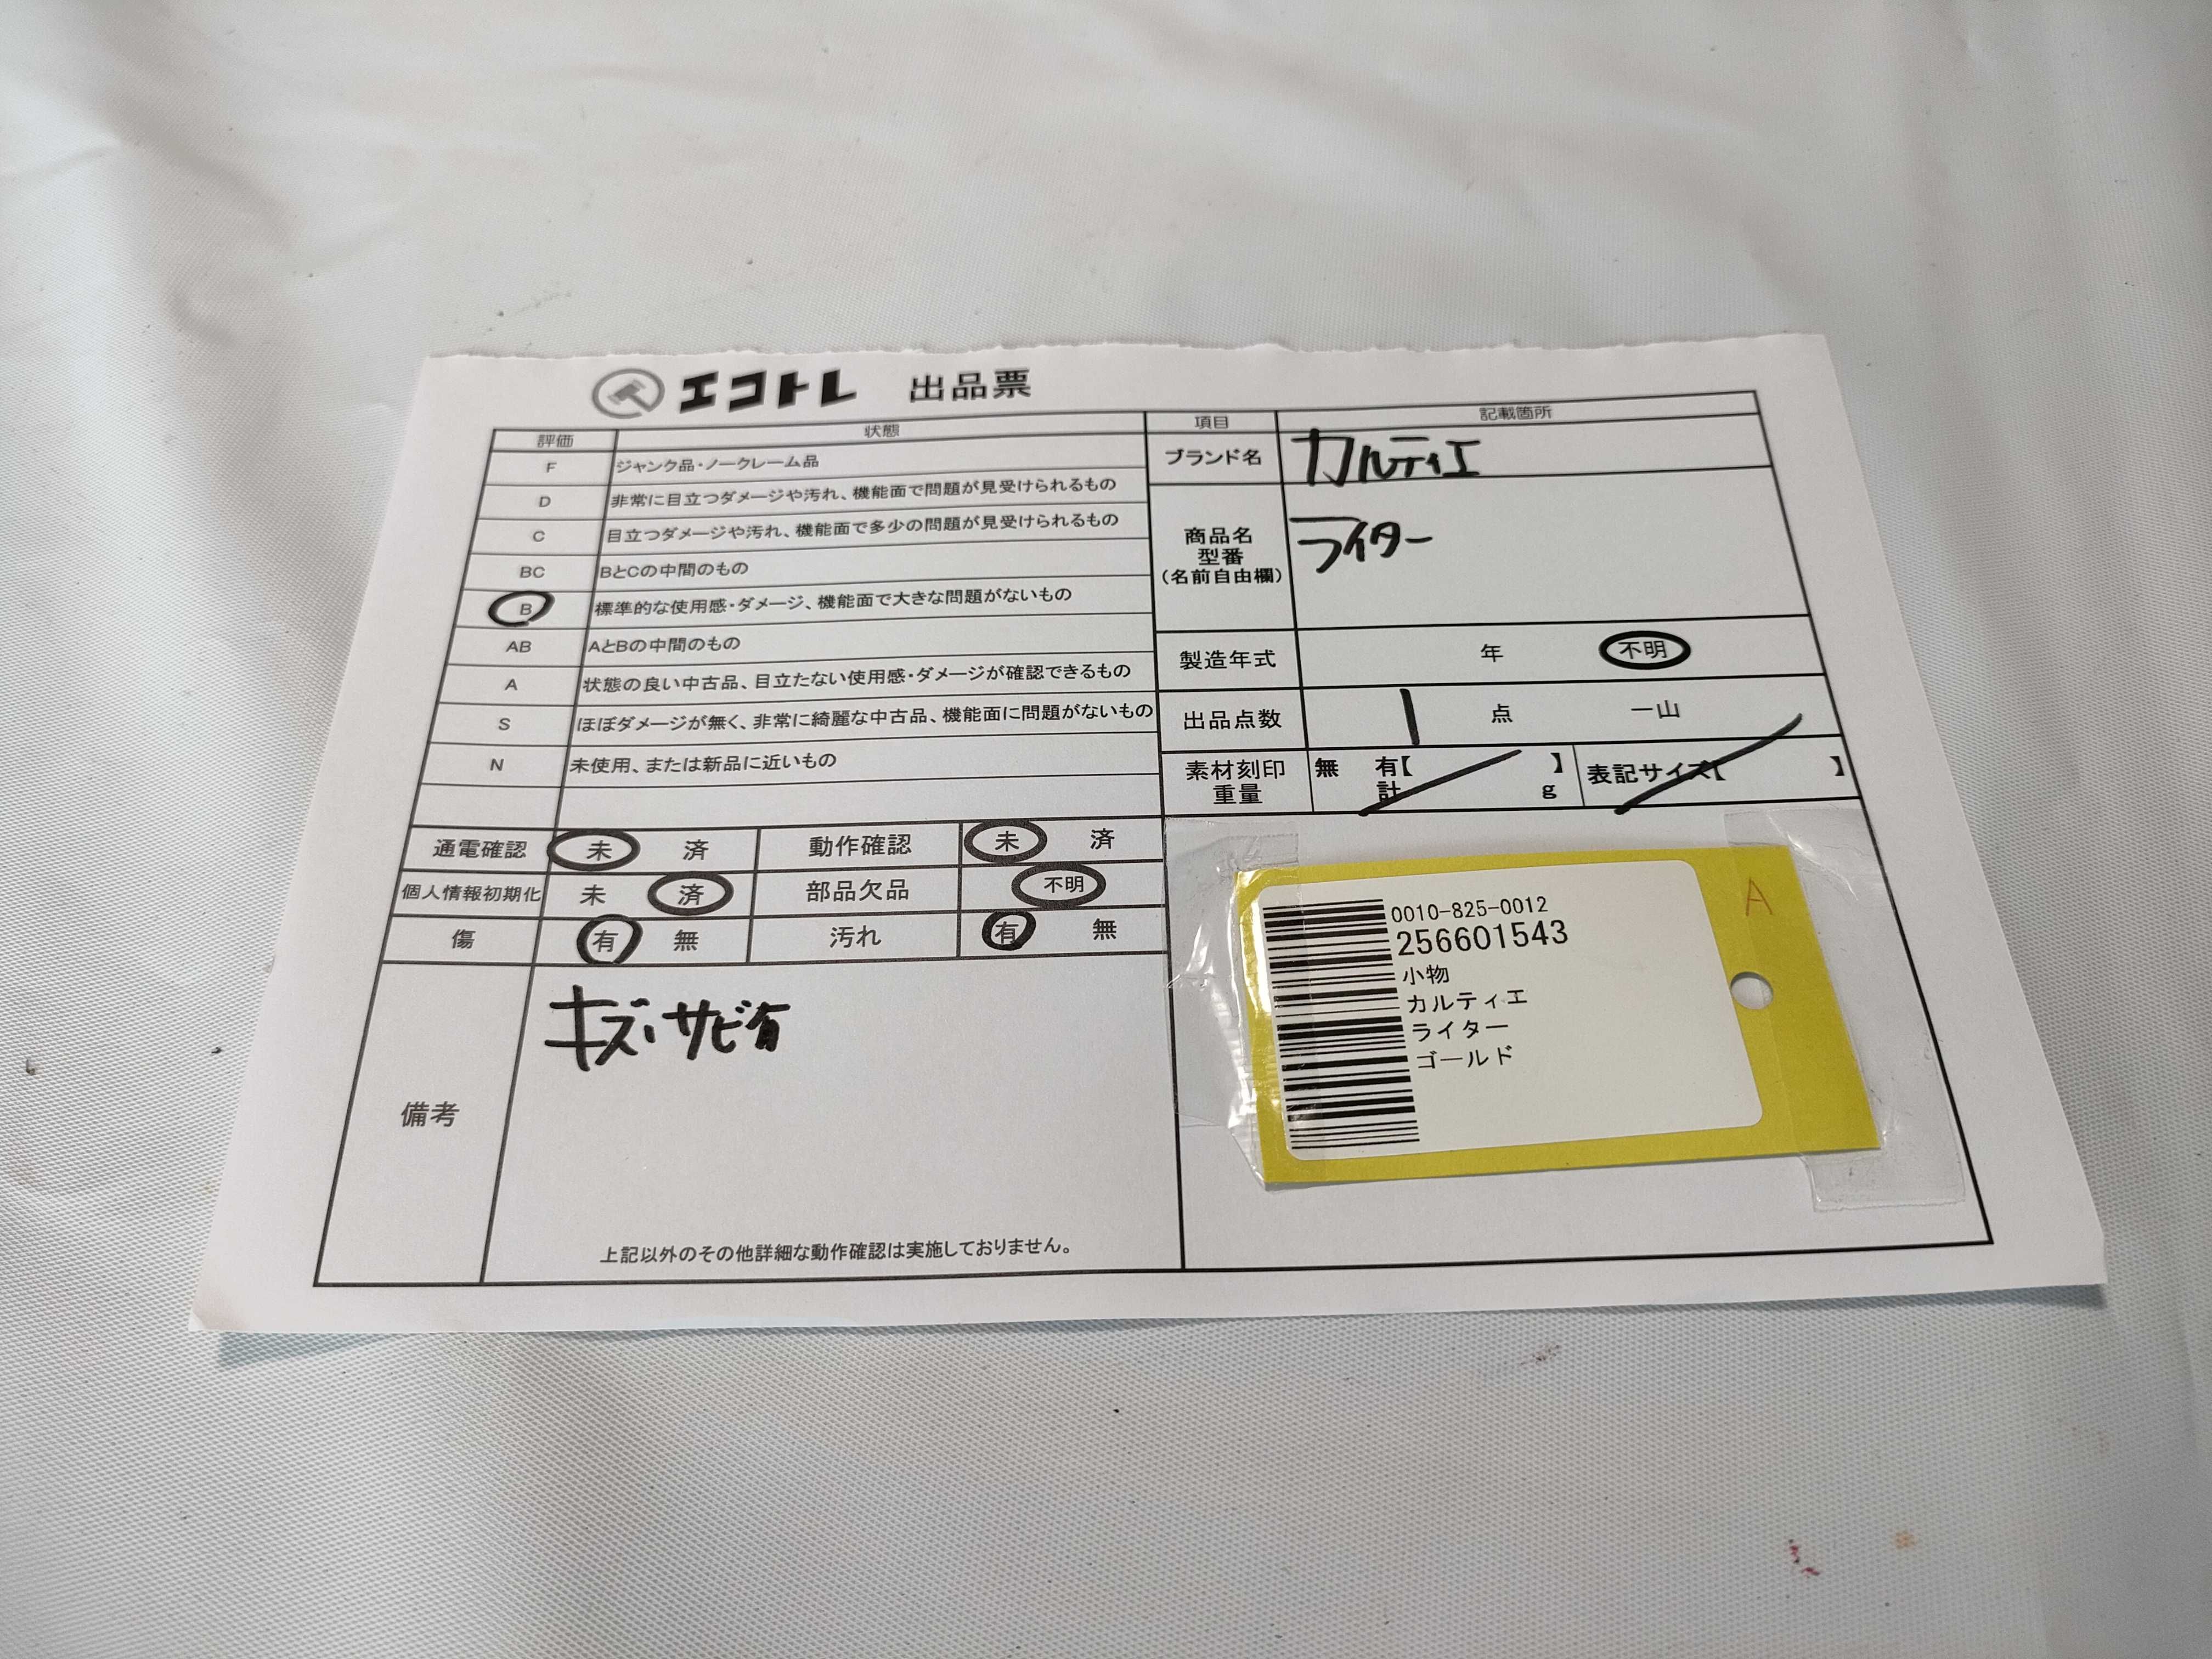 エコトレ 出品票
評価 状態
F ジャンク品・ノークレーム品
D 非常に目立つダメージや汚れ、機能面で問題が見受けられるもの
C 目立つダメージや汚れ、機能面で多少の問題が見受けられるもの
BC BとCの中間のもの
B 標準的な使用感・ダメージ、機能面で大きな問題がないもの
AB AとBの中間のもの
A 状態の良い中古品、目立たない使用感・ダメージが確認できるもの
S ほぼダメージが無く、非常に綺麗な中古品、機能面に問題がないもの
N 未使用、または新品に近いもの
通電確認 未 済 動作確認 未 済
個人情報初期化 未 済 部品欠品 不明
傷 有 無 汚れ 有 無
備考
キズ・サビ有
上記以外のその他詳細な動作確認は実施しておりません。
項目 記載箇所
ブランド名 カルティエ
商品名
型番
(名前自由欄)
ライター
製造年式 年 不明
出品点数 1 点 一山
素材刻印 無 有【 】 表記サイズ【 】
重量 計 g
A
0010-825-0012
256601543
小物
カルティエ
ライター
ゴールド